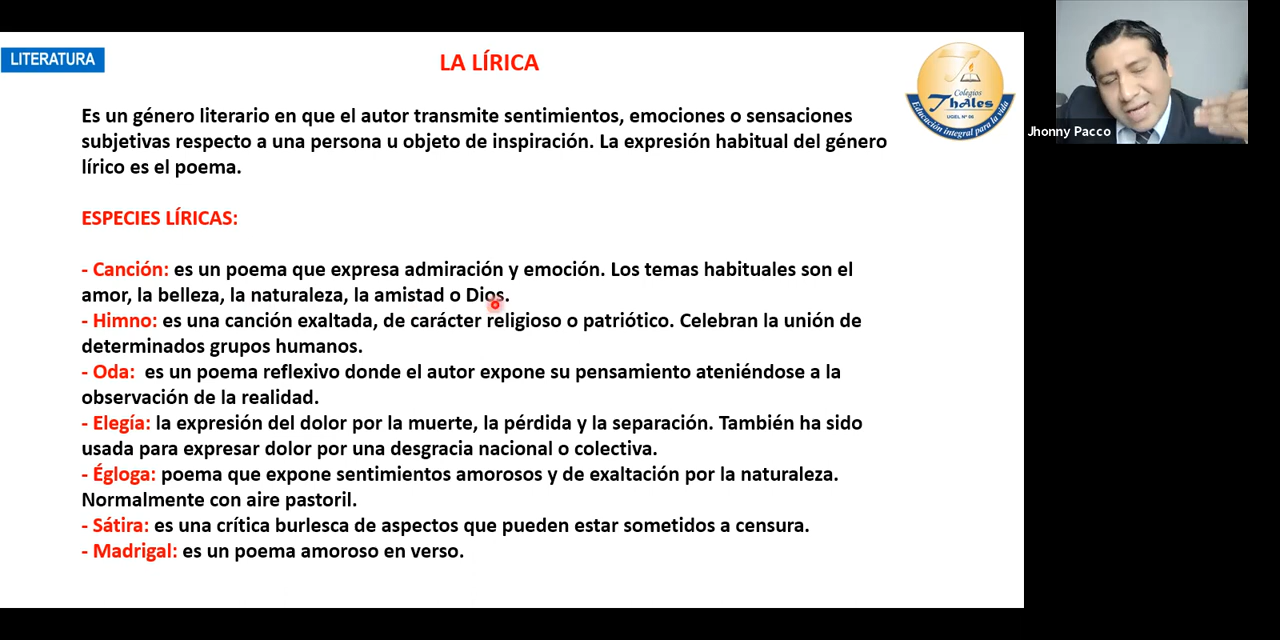 LITERATURA
LA LÍRICA
Colegios
Thales
UGEL Nº 06
Educación integral para la vida
Jhonny Pacco
Es un género literario en que el autor transmite sentimientos, emociones o sensaciones
subjetivas respecto a una persona u objeto de inspiración. La expresión habitual del género
lírico es el poema.
ESPECIES LÍRICAS:
- Canción: es un poema que expresa admiración y emoción. Los temas habituales son el
amor, la belleza, la naturaleza, la amistad o Dios.
- Himno: es una canción exaltada, de carácter religioso o patriótico. Celebran la unión de
determinados grupos humanos.
- Oda:  es un poema reflexivo donde el autor expone su pensamiento ateniéndose a la
observación de la realidad.
- Elegía: la expresión del dolor por la muerte, la pérdida y la separación. También ha sido
usada para expresar dolor por una desgracia nacional o colectiva.
- Égloga: poema que expone sentimientos amorosos y de exaltación por la naturaleza.
Normalmente con aire pastoril.
- Sátira: es una crítica burlesca de aspectos que pueden estar sometidos a censura.
- Madrigal: es un poema amoroso en verso.